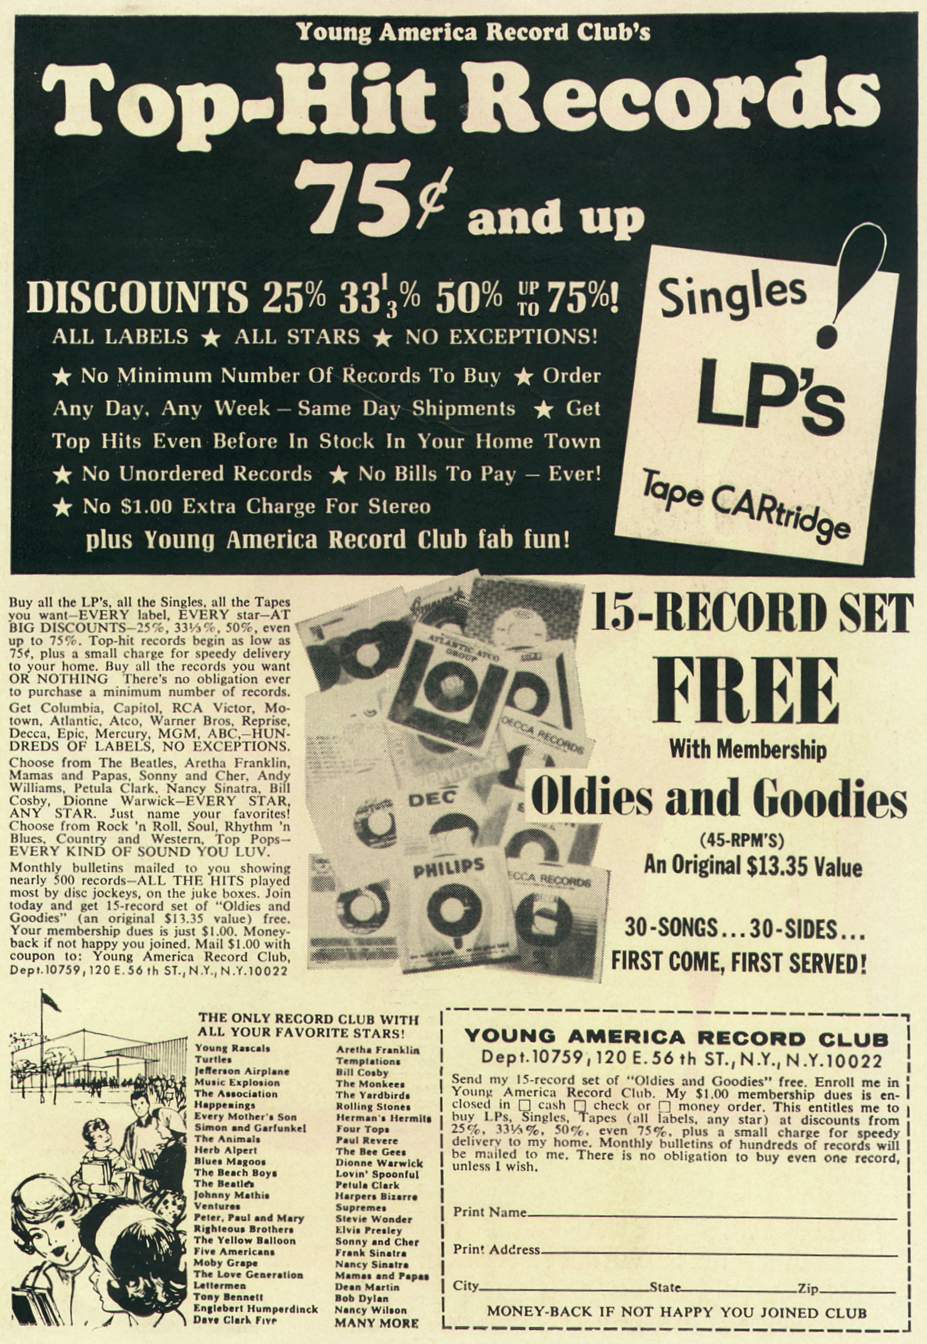 Young America Record Club's
Top-Hit Records
75¢ and up
DISCOUNTS 25% 33⅓% 50% UP TO 75%!
ALL LABELS ★ ALL STARS ★ NO EXCEPTIONS!
★ No Minimum Number Of Records To Buy ★ Order
Any Day, Any Week – Same Day Shipments ★ Get
Top Hits Even Before In Stock In Your Home Town
★ No Unordered Records ★ No Bills To Pay – Ever!
★ No $1.00 Extra Charge For Stereo
plus Young America Record Club fab fun!
Singles
LP's
Tape CARtridge
!
Buy all the LP's, all the Singles, all the Tapes
you want—EVERY label, EVERY star—AT
BIG DISCOUNTS—25%, 33⅓%, 50%, even
up to 75%. Top-hit records begin as low as
75¢, plus a small charge for speedy delivery
to your home. Buy all the records you want
OR NOTHING There's no obligation ever
to purchase a minimum number of records.
Get Columbia, Capitol, RCA Victor, Mo-
town, Atlantic, Atco, Warner Bros, Reprise,
Decca, Epic, Mercury, MGM, ABC,—HUN-
DREDS OF LABELS, NO EXCEPTIONS.
Choose from The Beatles, Aretha Franklin,
Mamas and Papas, Sonny and Cher, Andy
Williams, Petula Clark, Nancy Sinatra, Bill
Cosby, Dionne Warwick—EVERY STAR,
ANY STAR. Just name your favorites!
Choose from Rock 'n Roll, Soul, Rhythm 'n
Blues, Country and Western, Top Pops—
EVERY KIND OF SOUND YOU LUV.
Monthly bulletins mailed to you showing
nearly 500 records—ALL THE HITS played
most by disc jockeys, on the juke boxes. Join
today and get 15-record set of "Oldies and
Goodies" (an original $13.35 value) free.
Your membership dues is just $1.00. Money-
back if not happy you joined. Mail $1.00 with
coupon to: Young America Record Club,
Dept.10759, 120 E. 56 th ST., N.Y., N.Y.10022
ATLANTIC-ATCO
GROUP
DECCA RECORDS
DEC
PHILIPS
ECCA RECORDS
15-RECORD SET
FREE
With Membership
Oldies and Goodies
(45-RPM'S)
An Original $13.35 Value
30-SONGS...30-SIDES...
FIRST COME, FIRST SERVED!
THE ONLY RECORD CLUB WITH
ALL YOUR FAVORITE STARS!
Young Rascals
Turtles
Jefferson Airplane
Music Explosion
The Association
Happenings
Every Mother's Son
Simon and Garfunkel
The Animals
Herb Alpert
Blues Magoos
The Beach Boys
The Beatles
Johnny Mathis
Ventures
Peter, Paul and Mary
Righteous Brothers
The Yellow Balloon
Five Americans
Moby Grape
The Love Generation
Lettermen
Tony Bennett
Englebert Humperdinck
Dave Clark Five
Aretha Franklin
Temptations
Bill Cosby
The Monkees
The Yardbirds
Rolling Stones
Herman's Hermits
Four Tops
Paul Revere
The Bee Gees
Dionne Warwick
Lovin' Spoonful
Petula Clark
Harpers Bizarre
Supremes
Stevie Wonder
Elvis Presley
Sonny and Cher
Frank Sinatra
Nancy Sinatra
Mamas and Papas
Dean Martin
Bob Dylan
Nancy Wilson
MANY MORE
YOUNG AMERICA RECORD CLUB
Dept.10759, 120 E. 56 th ST., N.Y., N.Y.10022
Send my 15-record set of "Oldies and Goodies" free. Enroll me in
Young America Record Club. My $1.00 membership dues is en-
closed in □ cash □ check or □ money order. This entitles me to
buy LPs, Singles, Tapes (all labels, any star) at discounts from
25%, 33⅓%, 50%, even 75%, plus a small charge for speedy
delivery to my home. Monthly bulletins of hundreds of records will
be mailed to me. There is no obligation to buy even one record,
unless I wish.
Print Name
Print Address
City State Zip
MONEY-BACK IF NOT HAPPY YOU JOINED CLUB